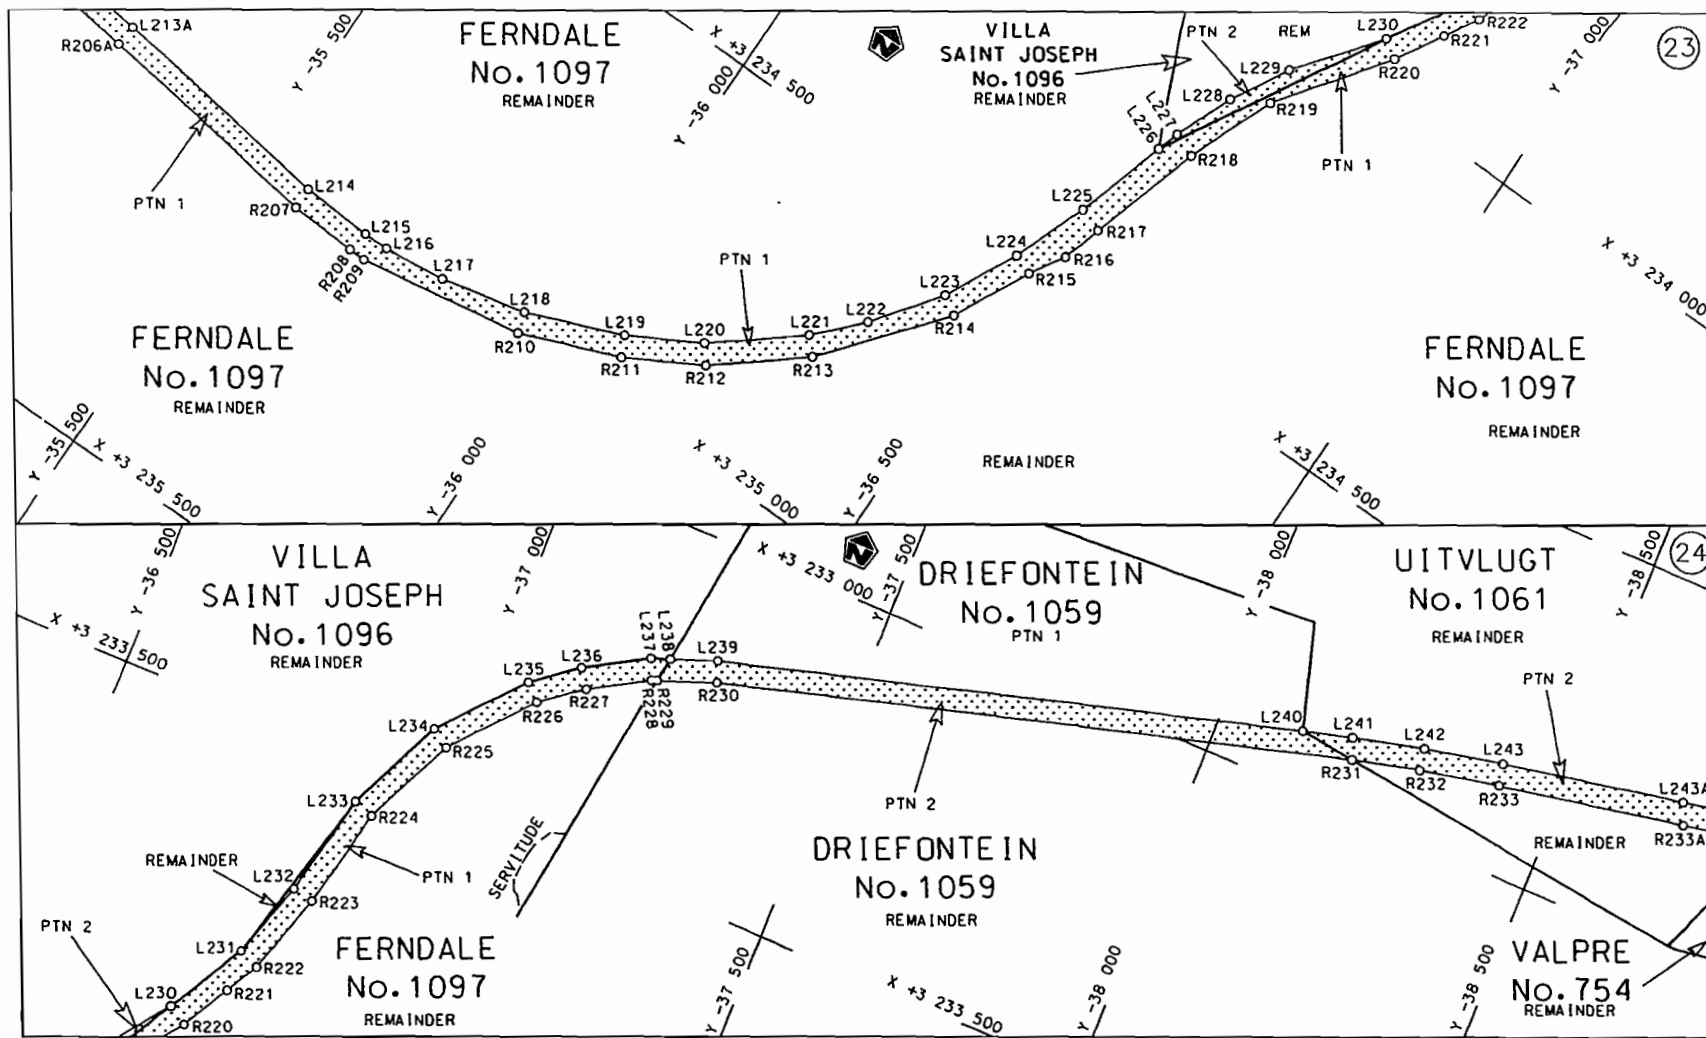 L213A
R206A
Y -35 500
FERNDALE
No.1097
REMAINDER
X +3 234 500
Y -36 000
N
VILLA
SAINT JOSEPH
No.1096
REMAINDER
PTN 2
REM
L230
R222
R221
R220
Y -37 000
23
L229
L228
R219
L227
L226
R218
PTN 1
PTN 1
L214
R207
L215
L216
R208
R209
L217
PTN 1
L225
R217
L224
R216
R215
X +3 234 000
L218
L219
L220
L221
L222
L223
R214
R210
R211
R212
R213
FERNDALE
No.1097
REMAINDER
FERNDALE
No.1097
REMAINDER
Y -35 500
X +3 235 500
Y -36 000
X +3 235 000
Y -36 500
REMAINDER
X +3 234 500
Y -36 500
VILLA
SAINT JOSEPH
No.1096
REMAINDER
Y -37 000
X +3 233 000
N
Y -37 500
DRIEFONTEIN
No.1059
PTN 1
Y -38 000
UITVLUGT
No.1061
REMAINDER
Y -38 500
24
X +3 233 500
L235
L236
L237
L238
L239
R226
R227
R228
R229
R230
PTN 2
L234
R225
L240
L241
L242
L243
L243A
R231
R232
R233
R233A
PTN 2
L233
R224
REMAINDER
L232
PTN 1
R223
SERVITUDE
DRIEFONTEIN
No.1059
REMAINDER
REMAINDER
PTN 2
L231
R222
L230
R221
R220
FERNDALE
No.1097
REMAINDER
Y -37 500
X +3 233 500
Y -38 000
Y -38 500
VALPRE
No.754
REMAINDER